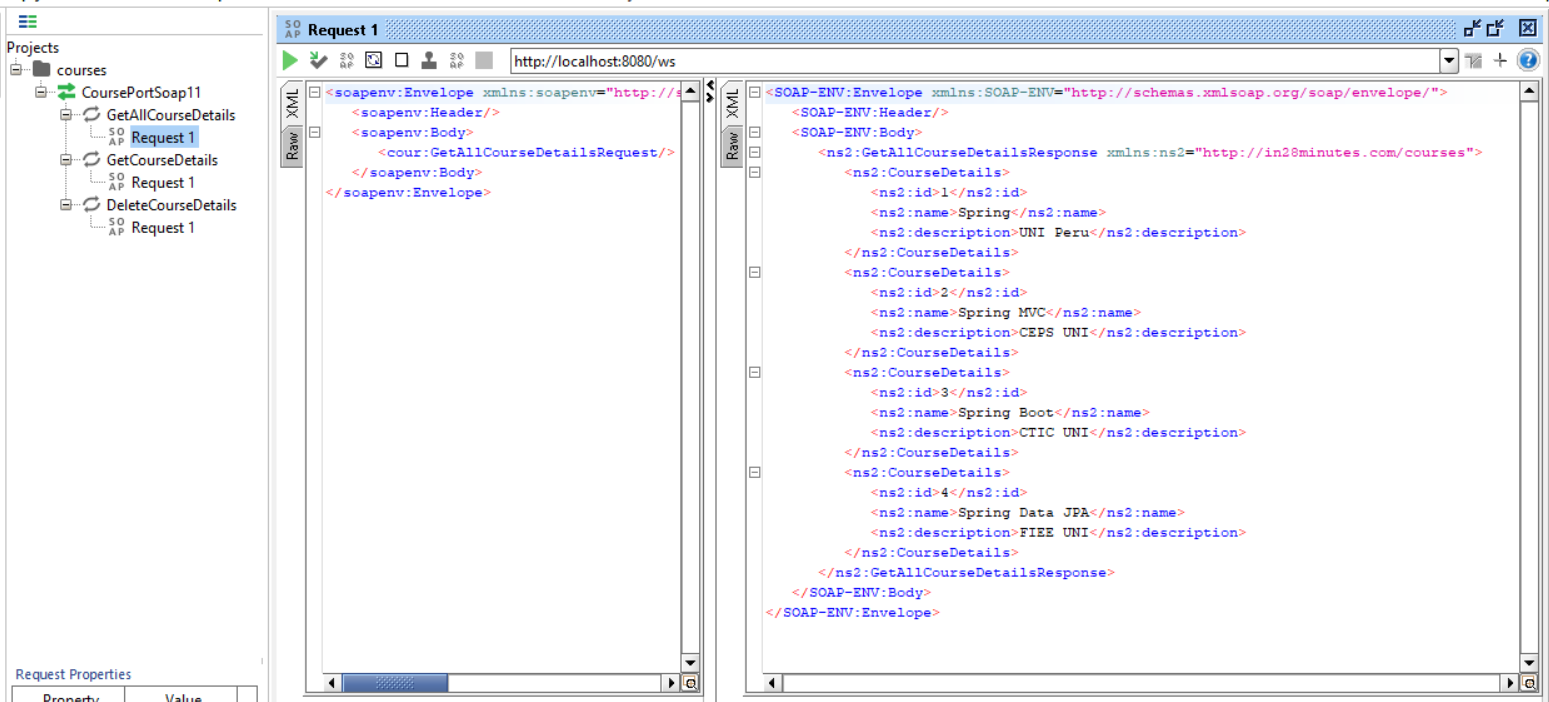 SO AP Request 1
Projects
courses
CoursePortSoap11
GetAllCourseDetails
SO AP Request 1
GetCourseDetails
SO AP Request 1
DeleteCourseDetails
SO AP Request 1
Request Properties
Property Value
http://localhost:8080/ws
XML
Raw
<soapenv:Envelope xmlns:soapenv="http://s
<soapenv:Header/>
<soapenv:Body>
<cour:GetAllCourseDetailsRequest/>
</soapenv:Body>
</soapenv:Envelope>
XML
Raw
<SOAP-ENV:Envelope xmlns:SOAP-ENV="http://schemas.xmlsoap.org/soap/envelope/">
<SOAP-ENV:Header/>
<SOAP-ENV:Body>
<ns2:GetAllCourseDetailsResponse xmlns:ns2="http://in28minutes.com/courses">
<ns2:CourseDetails>
<ns2:id>1</ns2:id>
<ns2:name>Spring</ns2:name>
<ns2:description>UNI Peru</ns2:description>
</ns2:CourseDetails>
<ns2:CourseDetails>
<ns2:id>2</ns2:id>
<ns2:name>Spring MVC</ns2:name>
<ns2:description>CEPS UNI</ns2:description>
</ns2:CourseDetails>
<ns2:CourseDetails>
<ns2:id>3</ns2:id>
<ns2:name>Spring Boot</ns2:name>
<ns2:description>CTIC UNI</ns2:description>
</ns2:CourseDetails>
<ns2:CourseDetails>
<ns2:id>4</ns2:id>
<ns2:name>Spring Data JPA</ns2:name>
<ns2:description>FIEE UNI</ns2:description>
</ns2:CourseDetails>
</ns2:GetAllCourseDetailsResponse>
</SOAP-ENV:Body>
</SOAP-ENV:Envelope>